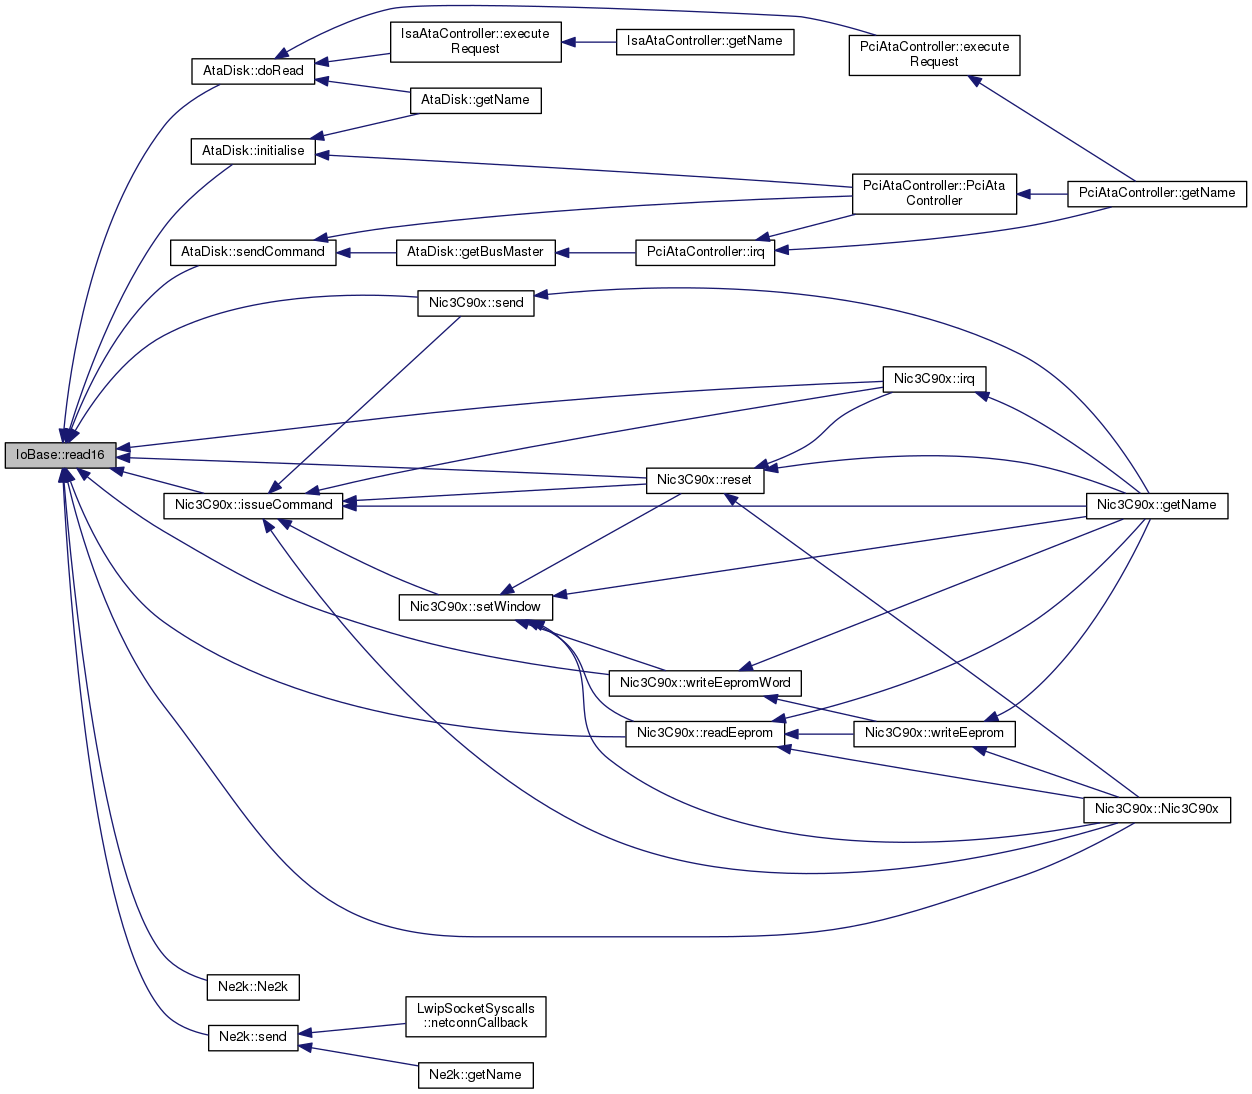 IsaAtaController::execute
Request
IsaAtaController::getName
PciAtaController::execute
Request
AtaDisk::doRead
AtaDisk::getName
AtaDisk::initialise
PciAtaController::PciAta
Controller
PciAtaController::getName
AtaDisk::sendCommand
AtaDisk::getBusMaster
PciAtaController::irq
Nic3C90x::send
Nic3C90x::irq
IoBase::read16
Nic3C90x::reset
Nic3C90x::issueCommand
Nic3C90x::getName
Nic3C90x::setWindow
Nic3C90x::writeEepromWord
Nic3C90x::readEeprom
Nic3C90x::writeEeprom
Nic3C90x::Nic3C90x
Ne2k::Ne2k
LwipSocketSyscalls
::netconnCallback
Ne2k::send
Ne2k::getName